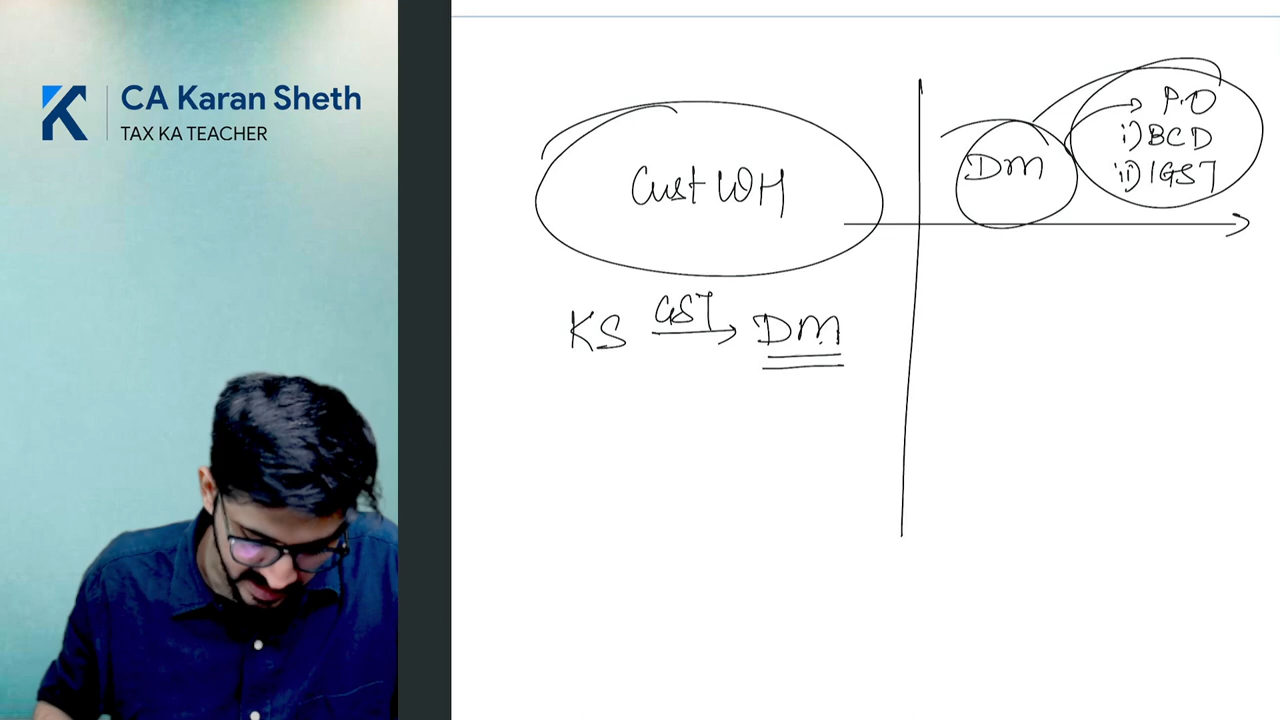 CA Karan Sheth
TAX KA TEACHER
Cust WH
DM
P.O
i) BCD
ii) IGST
GST
KS → DM